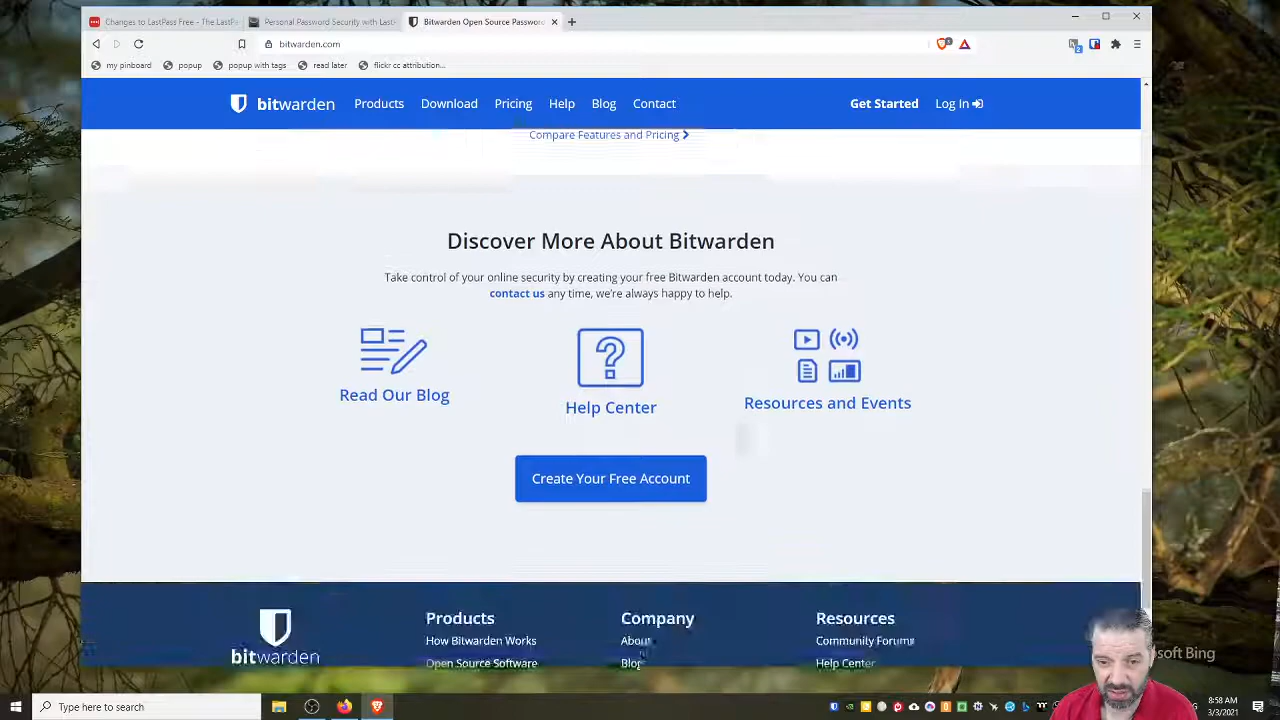 Changes to LastPass Free - The LastP
Personal Password Security with Last
Bitwarden Open Source Password
bitwarden.com
my pinboard
popup
popup with tags
read later
flickr cc attribution...
bitwarden
Products
Download
Pricing
Help
Blog
Contact
Get Started
Log In
Compare Features and Pricing
Discover More About Bitwarden
Take control of your online security by creating your free Bitwarden account today. You can
contact us any time, we're always happy to help.
Read Our Blog
Help Center
Resources and Events
Create Your Free Account
bitwarden
Products
How Bitwarden Works
Open Source Software
Company
About
Blog
Resources
Community Forums
Help Center
osoft Bing
Type here to search
8:58 AM
3/3/2021